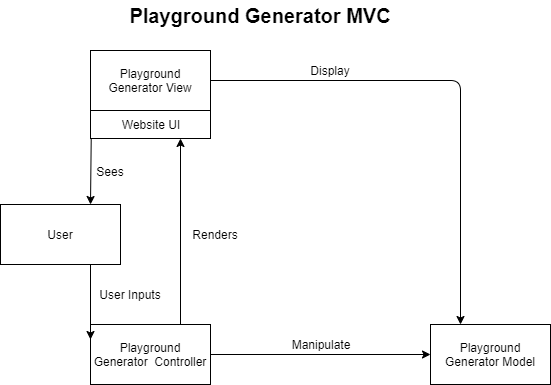 Playground Generator MVC
Playground
Generator View
Display
Website UI
Sees
User
Renders
User Inputs
Playground
Generator Controller
Manipulate
Playground
Generator Model